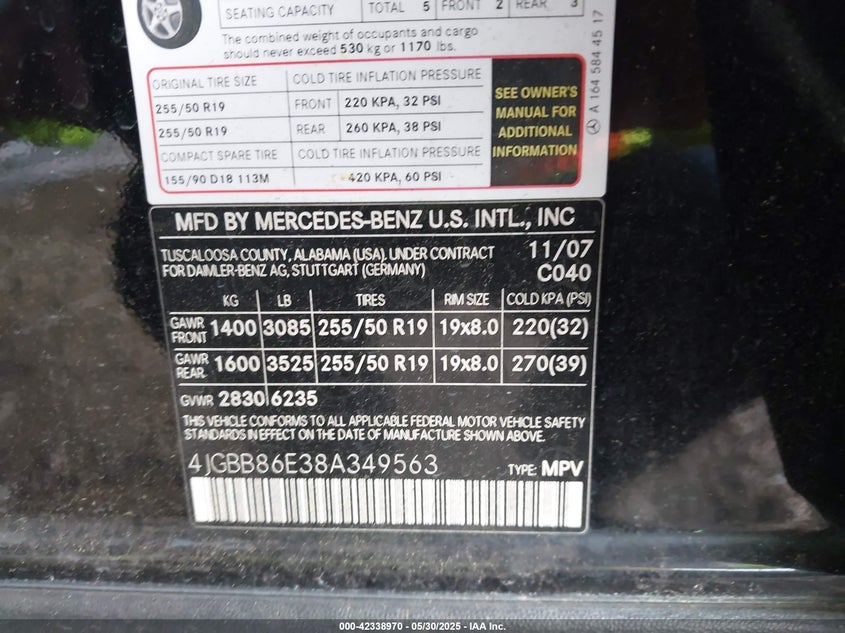 SEATING CAPACITY TOTAL 5 FRONT 2 REAR 3
The combined weight of occupants and cargo
should never exceed 530 kg or 1170 lbs.
ORIGINAL TIRE SIZE COLD TIRE INFLATION PRESSURE
255/50 R19 FRONT 220 KPA, 32 PSI
255/50 R19 REAR 260 KPA, 38 PSI
COMPACT SPARE TIRE COLD TIRE INFLATION PRESSURE
155/90 D18 113M 420 KPA, 60 PSI
SEE OWNER'S
MANUAL FOR
ADDITIONAL
INFORMATION
A 164 584 45 17
MFD BY MERCEDES-BENZ U.S. INTL., INC
TUSCALOOSA COUNTY, ALABAMA (USA), UNDER CONTRACT
FOR DAIMLER-BENZ AG, STUTTGART (GERMANY)
11/07
C040
KG LB TIRES RIM SIZE COLD KPA (PSI)
GAWR FRONT 1400 3085 255/50 R19 19x8.0 220(32)
GAWR REAR 1600 3525 255/50 R19 19x8.0 270(39)
GVWR 2830 6235
THIS VEHICLE CONFORMS TO ALL APPLICABLE FEDERAL MOTOR VEHICLE SAFETY
STANDARDS IN EFFECT ON THE DATE OF MANUFACTURE SHOWN ABOVE.
4JGBB86E38A349563 TYPE: MPV
000-42338970 — 05/30/2025 — IAA Inc.